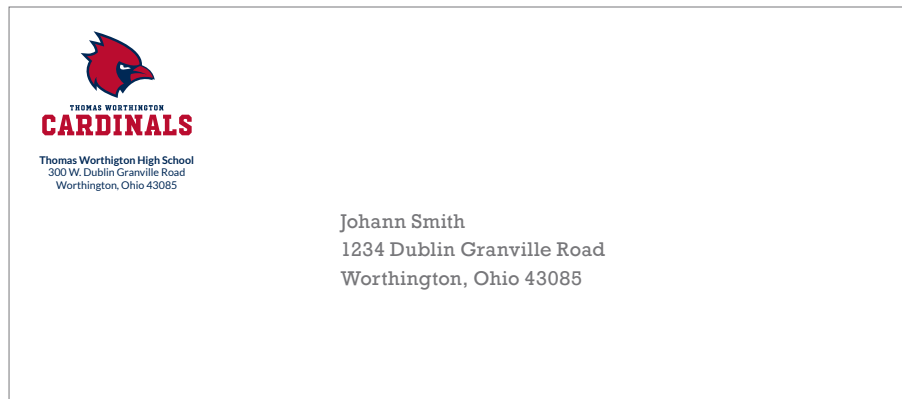 THOMAS WORTHINGTON
CARDINALS
Thomas Worthigton High School
300 W. Dublin Granville Road
Worthington, Ohio 43085
Johann Smith
1234 Dublin Granville Road
Worthington, Ohio 43085